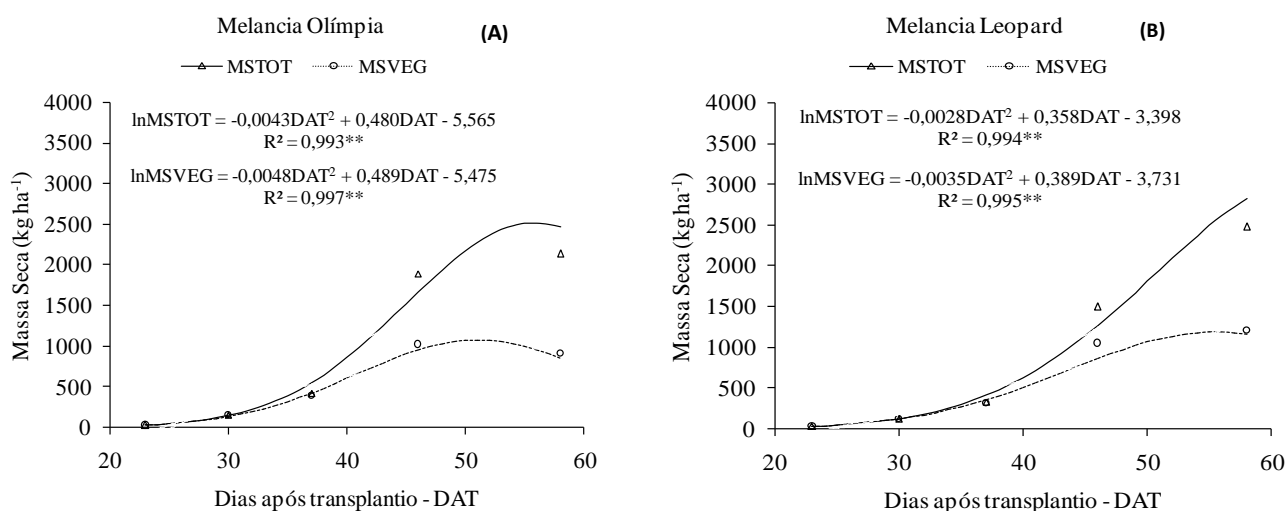 Melancia Olímpia
(A)
MSTOT
MSVEG
4000
3500
3000
2500
2000
1500
1000
500
0
lnMSTOT = -0,0043DAT² + 0,480DAT - 5,565
R² = 0,993**
lnMSVEG = -0,0048DAT² + 0,489DAT - 5,475
R² = 0,997**
Massa Seca (kg ha⁻¹)
20 30 40 50 60
Dias após transplantio - DAT
Melancia Leopard
(B)
MSTOT
MSVEG
4000
3500
3000
2500
2000
1500
1000
500
0
lnMSTOT = -0,0028DAT² + 0,358DAT - 3,398
R² = 0,994**
lnMSVEG = -0,0035DAT² + 0,389DAT - 3,731
R² = 0,995**
Massa Seca (kg ha⁻¹)
20 30 40 50 60
Dias após transplantio - DAT